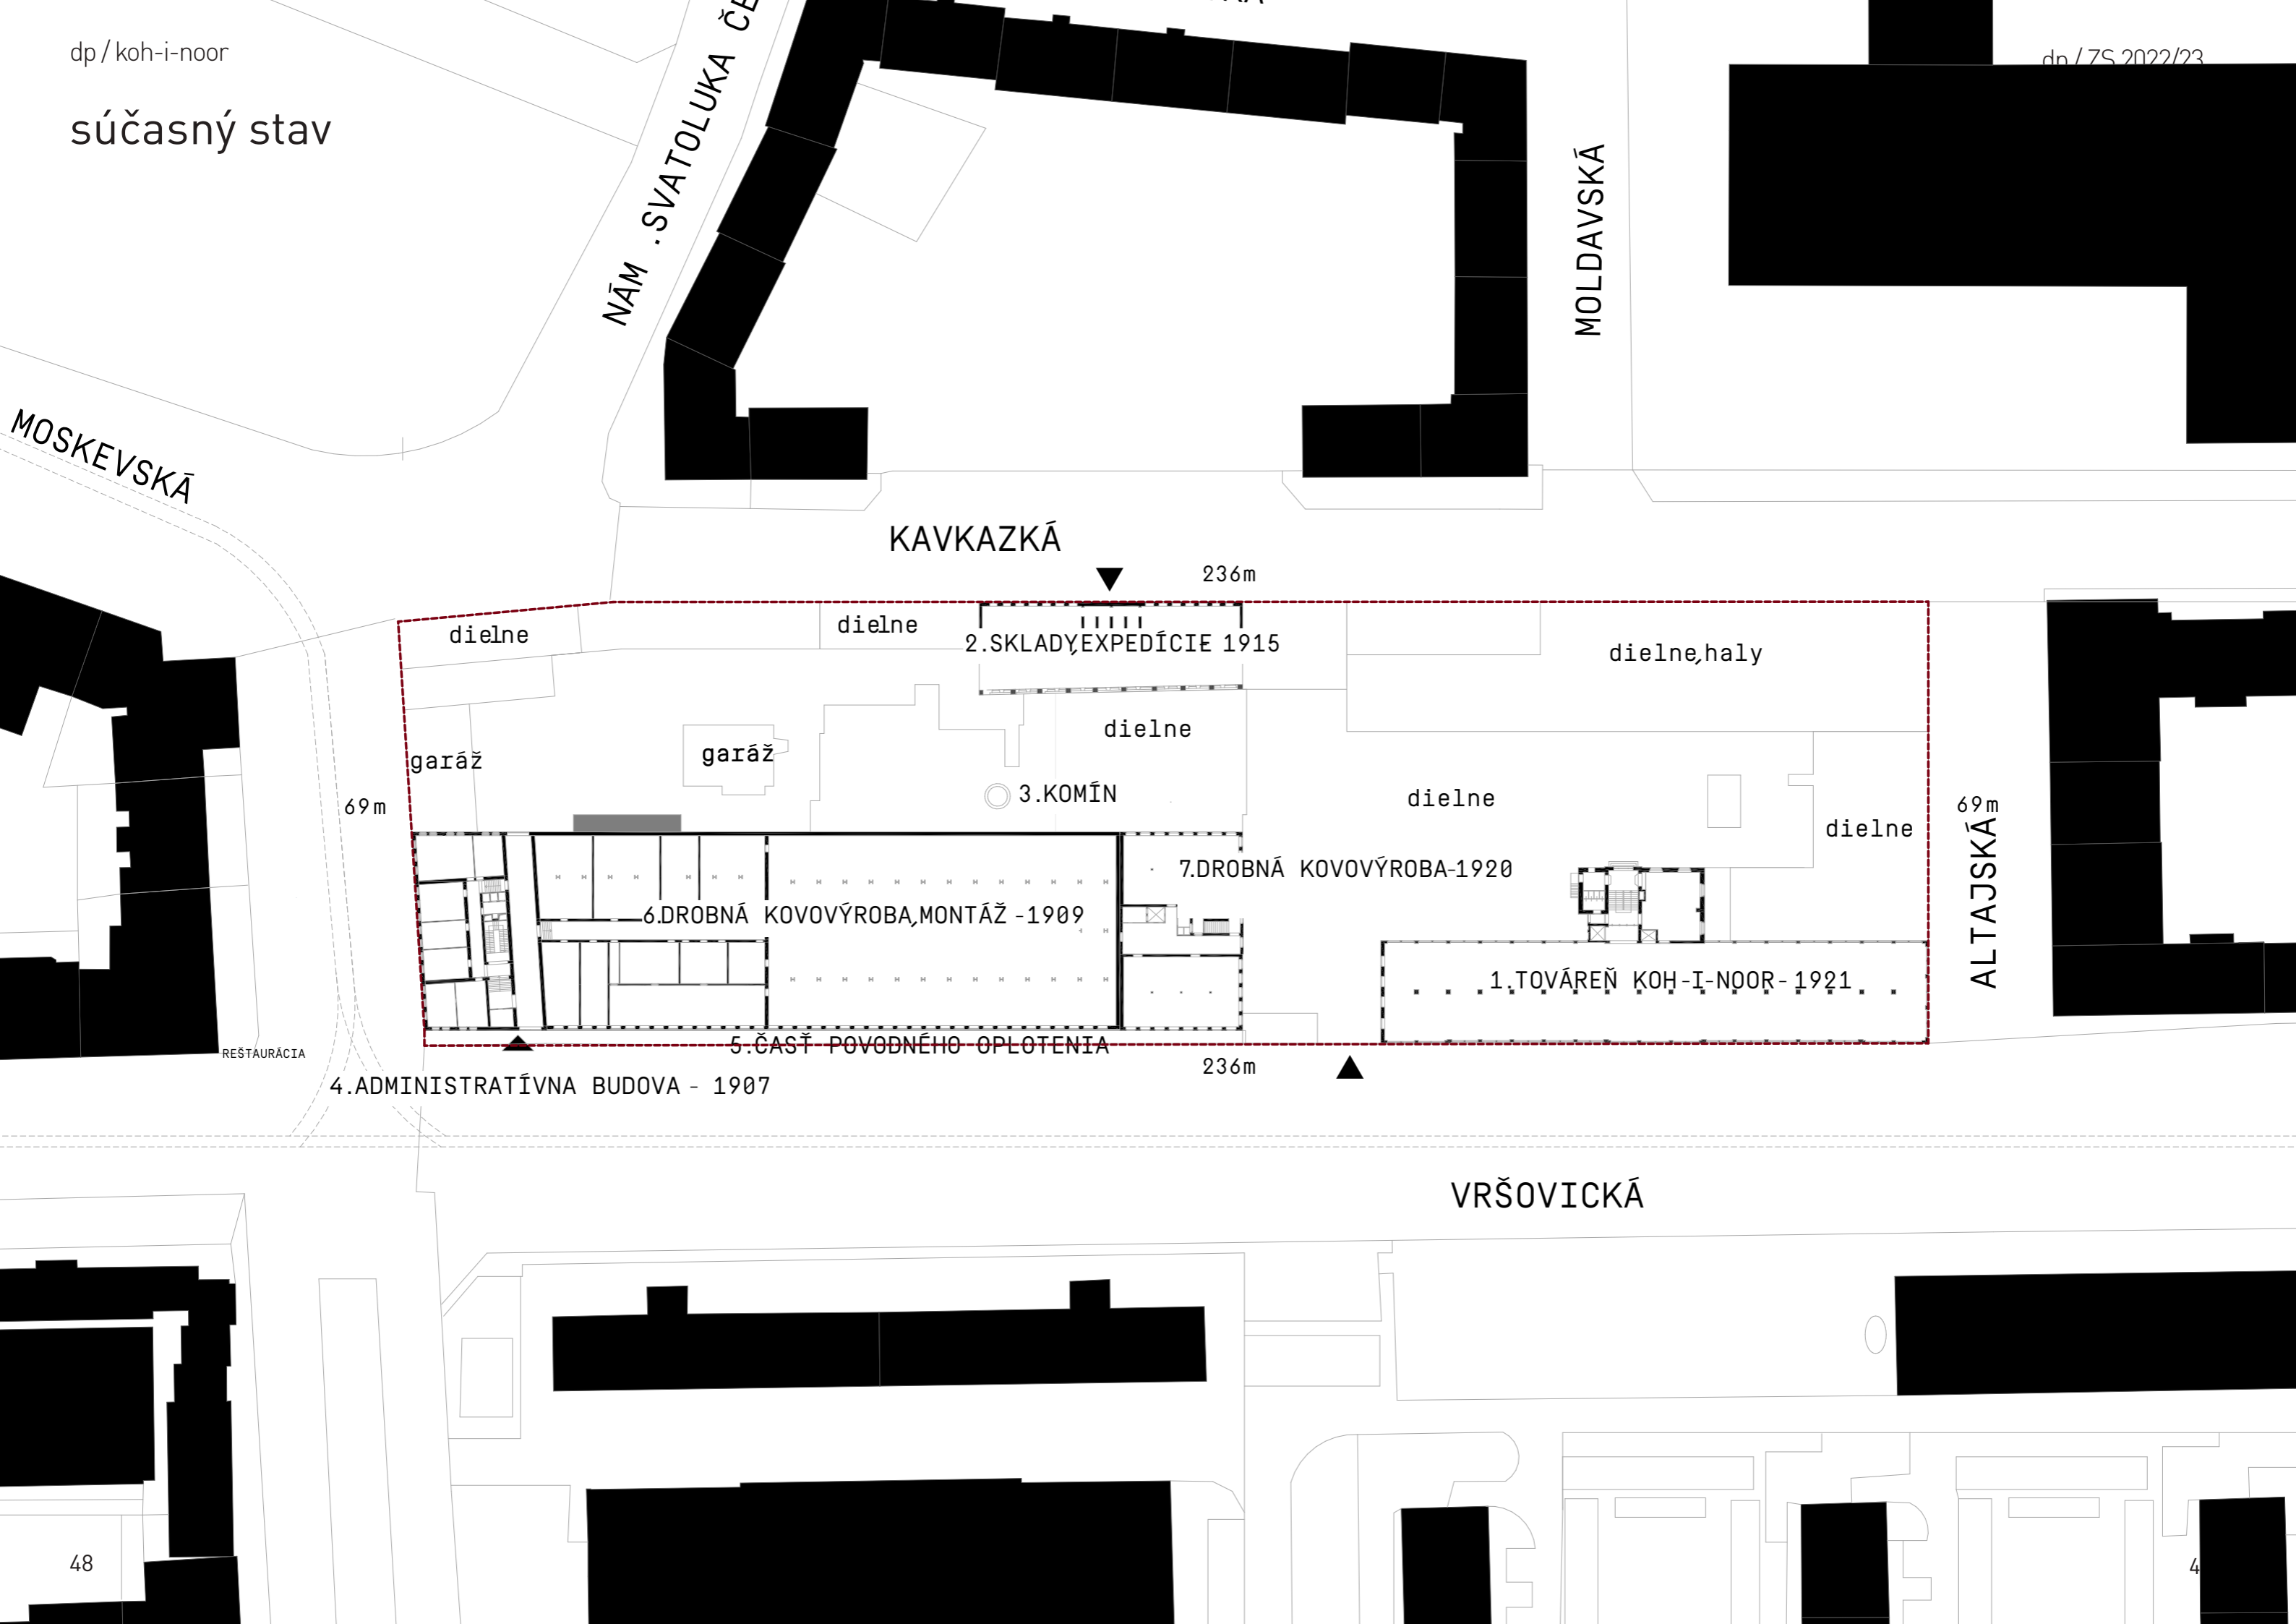 dp / koh-i-noor
dp / ZS 2022/23
súčasný stav
NÁM .SVATOLUKA
MOLDAVSKÁ
MOSKEVSKÁ
KAVKAZKÁ
236m
dielne
dielne
2.SKLADY,EXPEDÍCIE 1915
dielne,haly
dielne
garáž
garáž
3.KOMÍN
dielne
69m
69m
dielne
7.DROBNÁ KOVOVÝROBA-1920
6.DROBNÁ KOVOVÝROBA,MONTÁŽ -1909
ALTAJSKÁ
1.TOVÁREŇ KOH-I-NOOR-1921
5.ČASŤ POVODNÉHO OPLOTENIA
REŠTAURÁCIA
236m
4.ADMINISTRATÍVNA BUDOVA - 1907
VRŠOVICKÁ
48